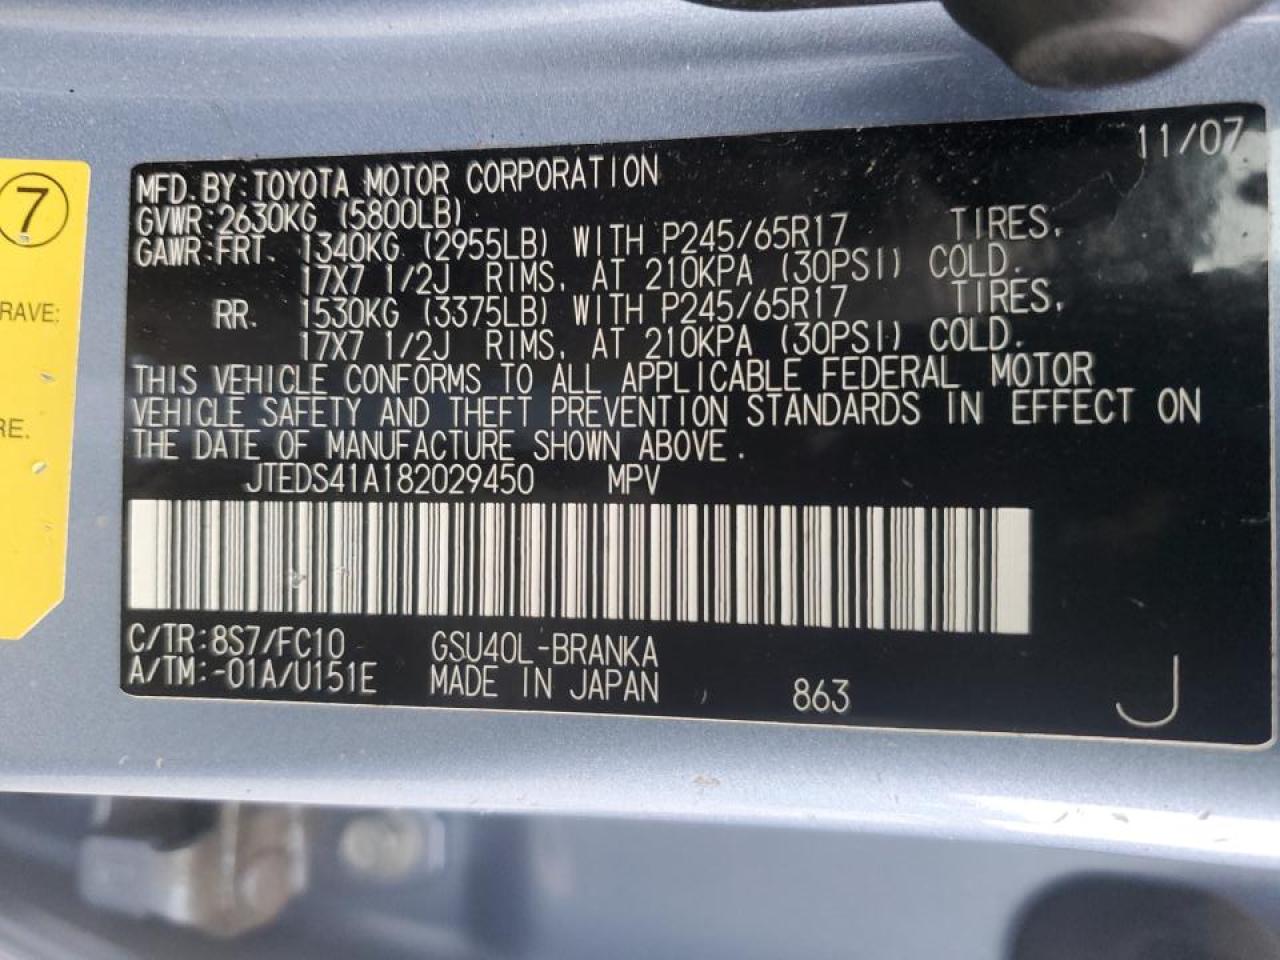 11/07
MFD. BY: TOYOTA MOTOR CORPORATION
GVWR: 2630KG (5800LB)
GAWR: FRT. 1340KG (2955LB) WITH P245/65R17 TIRES,
17X7 1/2J RIMS, AT 210KPA (30PSI) COLD.
RR. 1530KG (3375LB) WITH P245/65R17 TIRES,
17X7 1/2J RIMS, AT 210KPA (30PSI) COLD.
THIS VEHICLE CONFORMS TO ALL APPLICABLE FEDERAL MOTOR
VEHICLE SAFETY AND THEFT PREVENTION STANDARDS IN EFFECT ON
THE DATE OF MANUFACTURE SHOWN ABOVE.
JTEDS41A182029450 MPV
C/TR: 8S7/FC10 GSU40L-BRANKA
A/TM: -01A/U151E MADE IN JAPAN 863 J
7
RAVE:
RE.